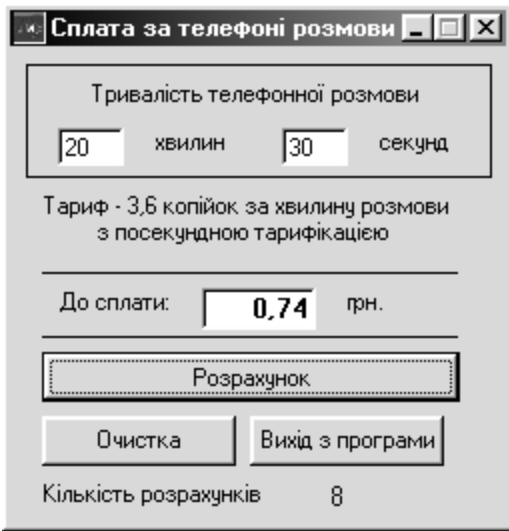 Сплата за телефоні розмови
Тривалість телефонної розмови
20 хвилин 30 секунд
Тариф - 3,6 копійок за хвилину розмови
з посекундною тарифікацією
До сплати: 0,74 грн.
Розрахунок
Очистка Вихід з програми
Кількість розрахунків 8